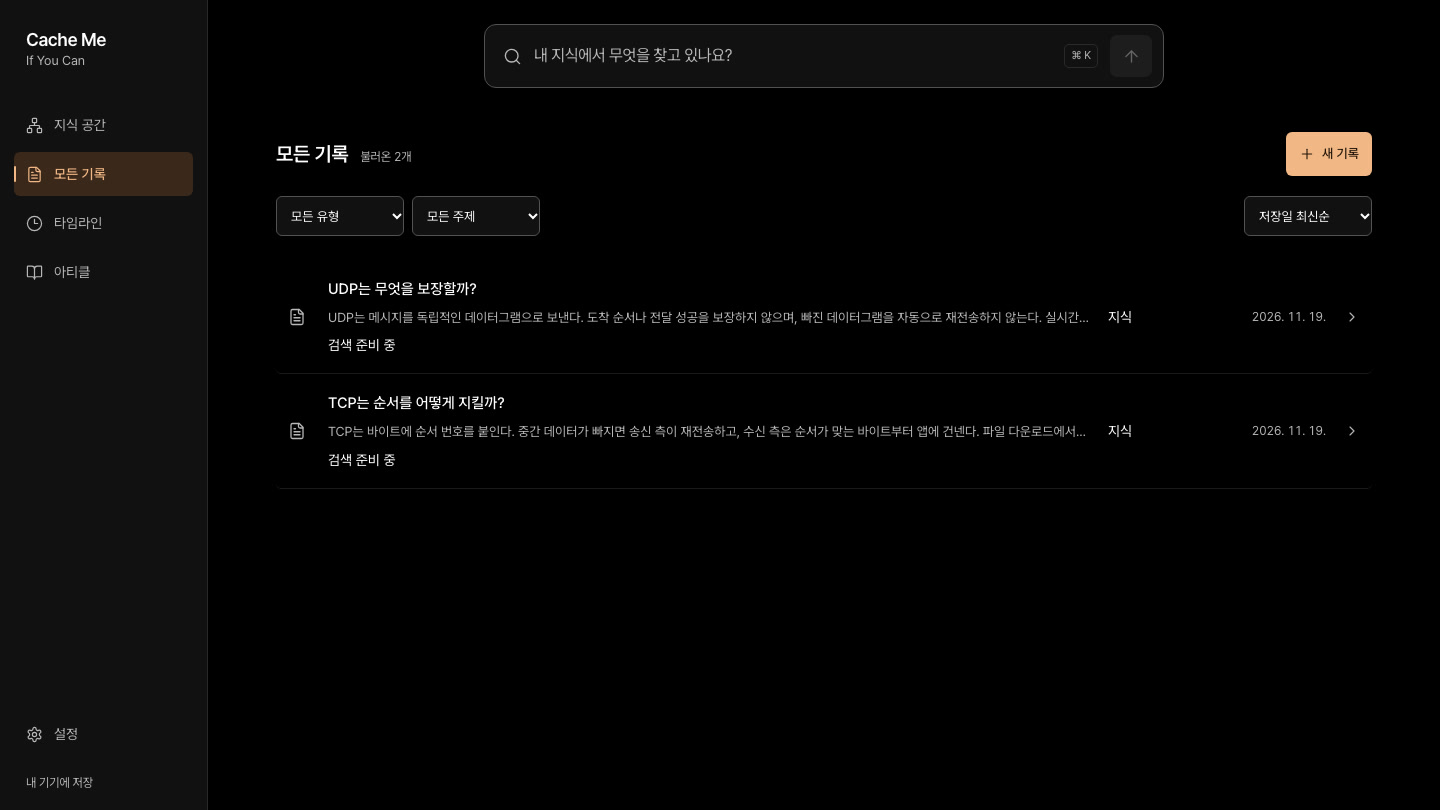 Cache Me
If You Can
지식 공간
모든 기록
타임라인
아티클
설정
내 기기에 저장
내 지식에서 무엇을 찾고 있나요?
⌘ K
모든 기록
불러온 2개
새 기록
모든 유형
모든 주제
저장일 최신순
UDP는 무엇을 보장할까?
UDP는 메시지를 독립적인 데이터그램으로 보낸다. 도착 순서나 전달 성공을 보장하지 않으며, 빠진 데이터그램을 자동으로 재전송하지 않는다. 실시간…
지식
2026. 11. 19.
검색 준비 중
TCP는 순서를 어떻게 지킬까?
TCP는 바이트에 순서 번호를 붙인다. 중간 데이터가 빠지면 송신 측이 재전송하고, 수신 측은 순서가 맞는 바이트부터 앱에 건넨다. 파일 다운로드에서…
지식
2026. 11. 19.
검색 준비 중